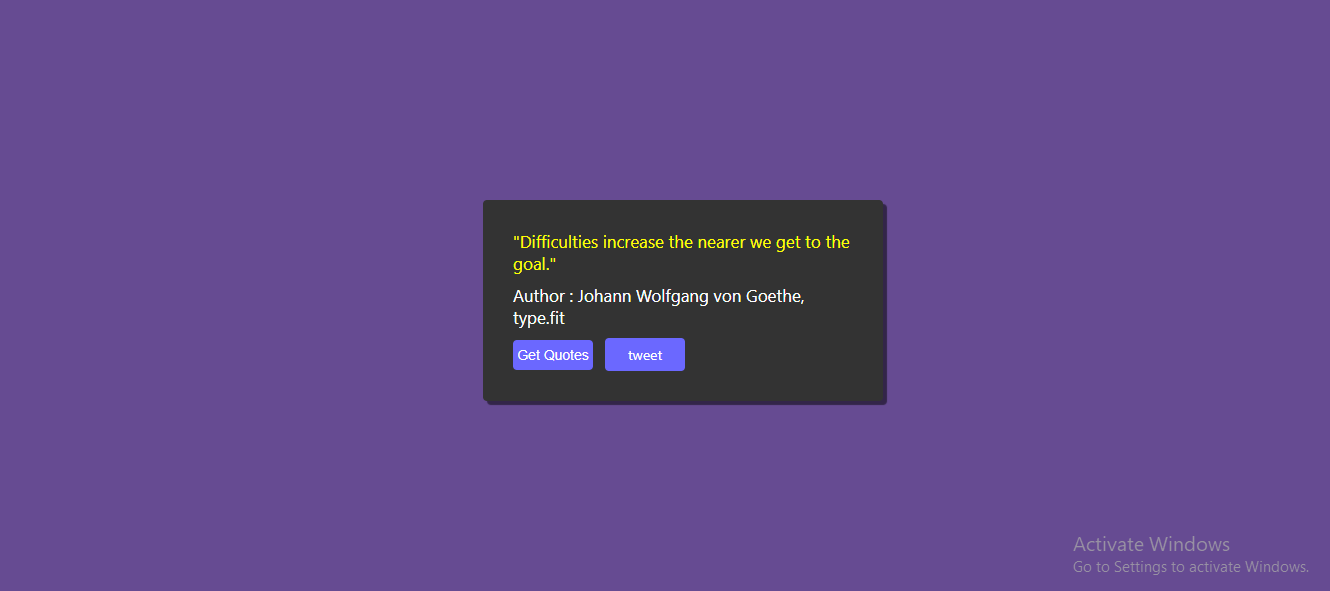 "Difficulties increase the nearer we get to the
goal."
Author : Johann Wolfgang von Goethe,
type.fit
Get Quotes
tweet
Activate Windows
Go to Settings to activate Windows.